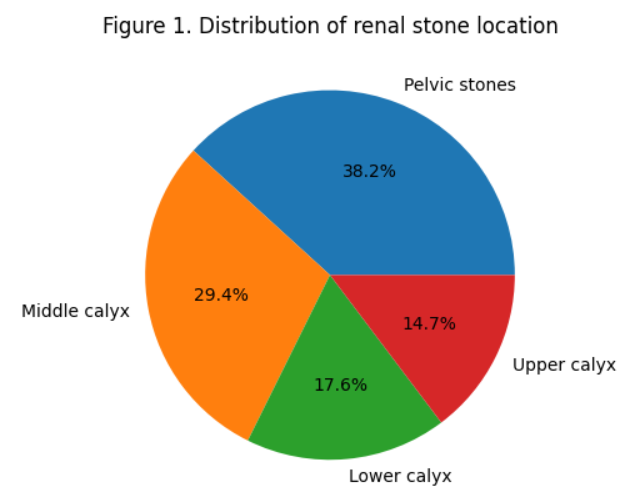 Figure 1. Distribution of renal stone location
Pelvic stones
38.2%
29.4%
Middle calyx
14.7%
Upper calyx
17.6%
Lower calyx